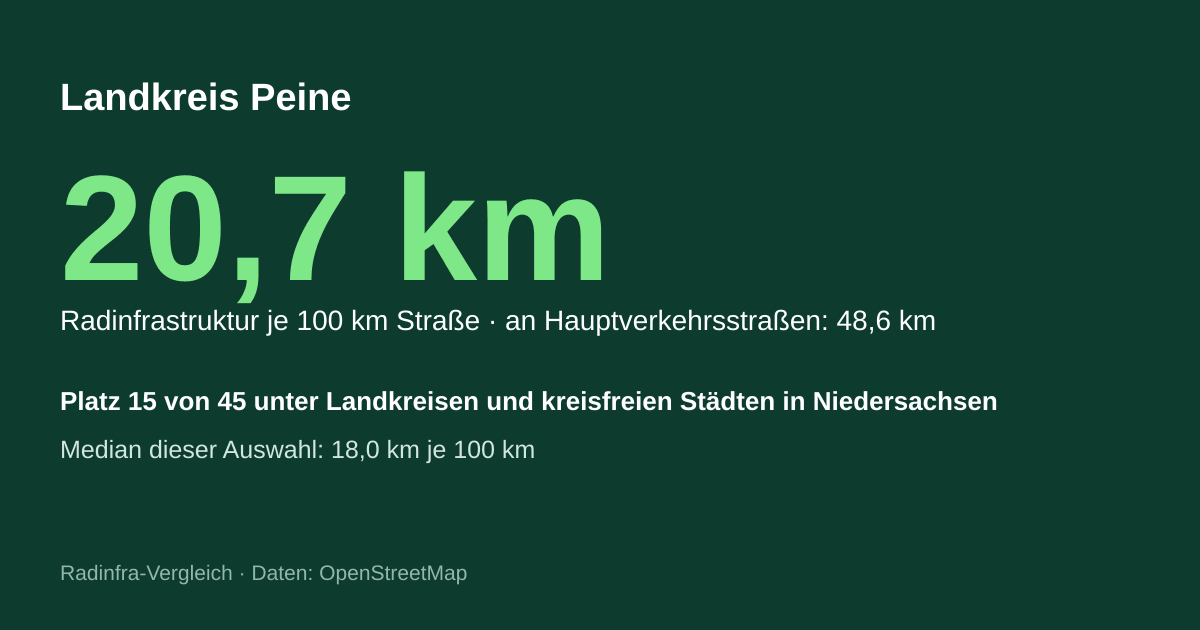 Landkreis Peine
20,7 km
Radinfrastruktur je 100 km Straße · an Hauptverkehrsstraßen: 48,6 km
Platz 15 von 45 unter Landkreisen und kreisfreien Städten in Niedersachsen
Median dieser Auswahl: 18,0 km je 100 km
Radinfra-Vergleich · Daten: OpenStreetMap